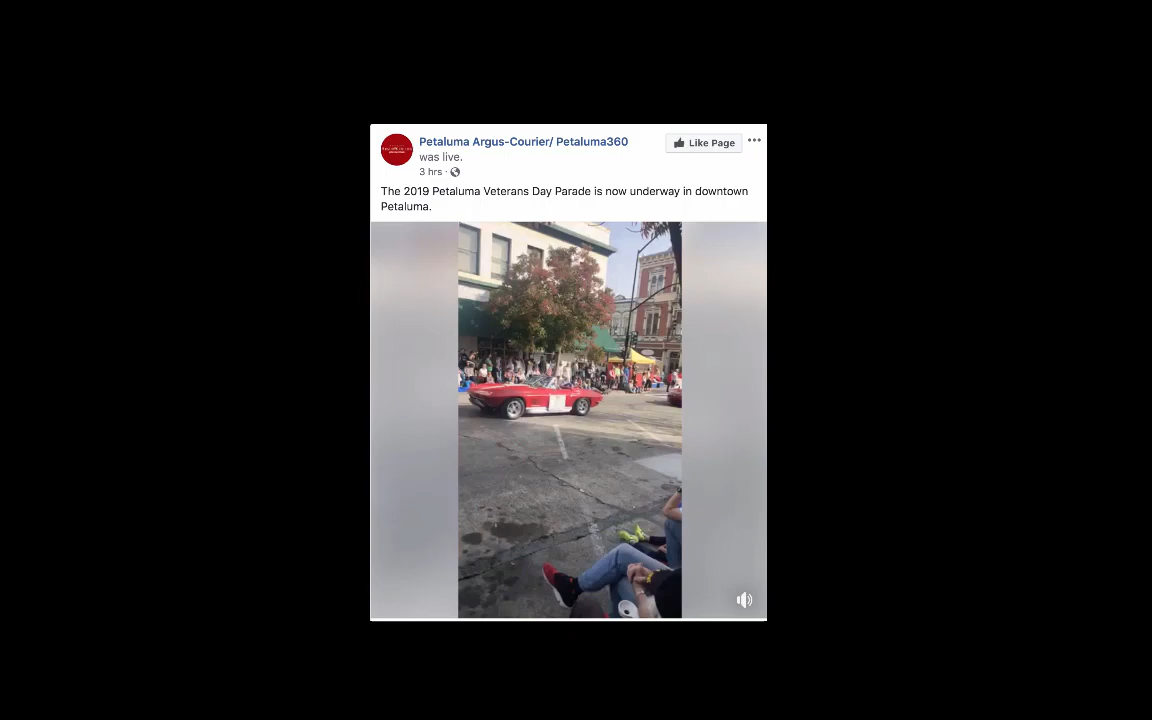 Petaluma Argus-Courier/ Petaluma360
was live.
3 hrs ·
Like Page
The 2019 Petaluma Veterans Day Parade is now underway in downtown
Petaluma.